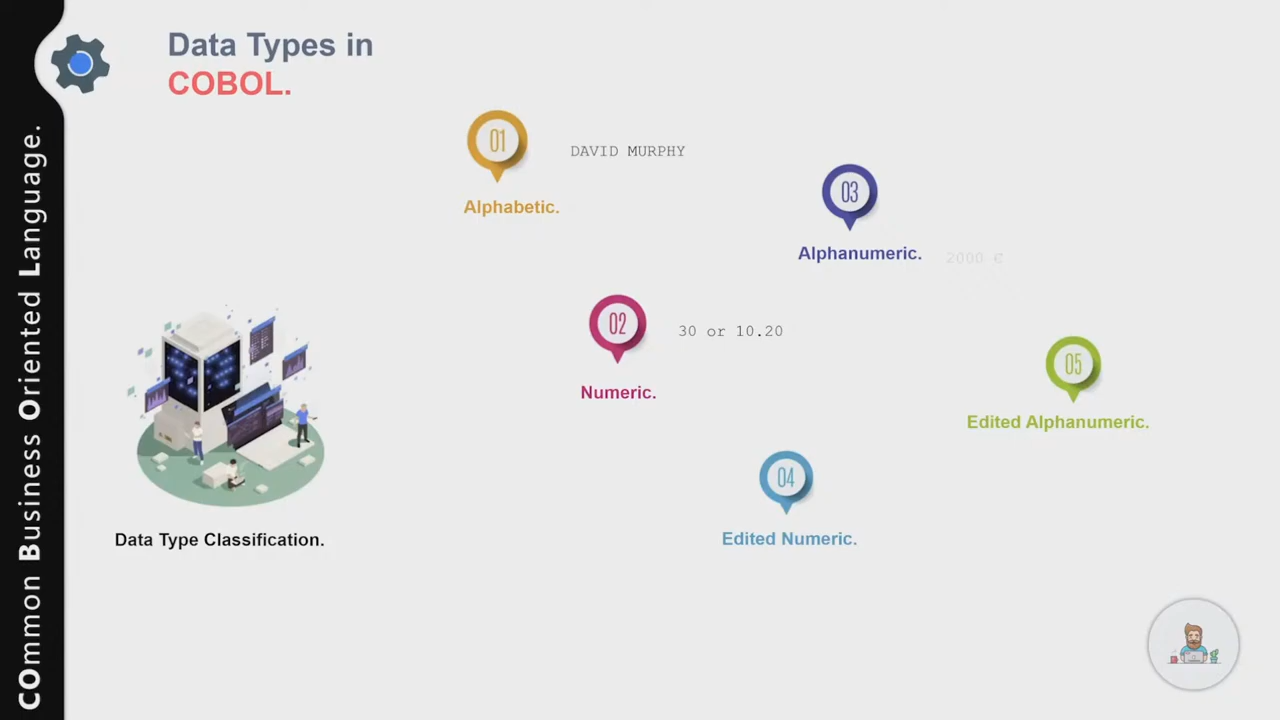 COmmon Business Oriented Language.
Data Types in
COBOL.
01
DAVID MURPHY
Alphabetic.
03
Alphanumeric.
2000 C
02
30 or 10.20
Numeric.
05
Edited Alphanumeric.
04
Edited Numeric.
Data Type Classification.